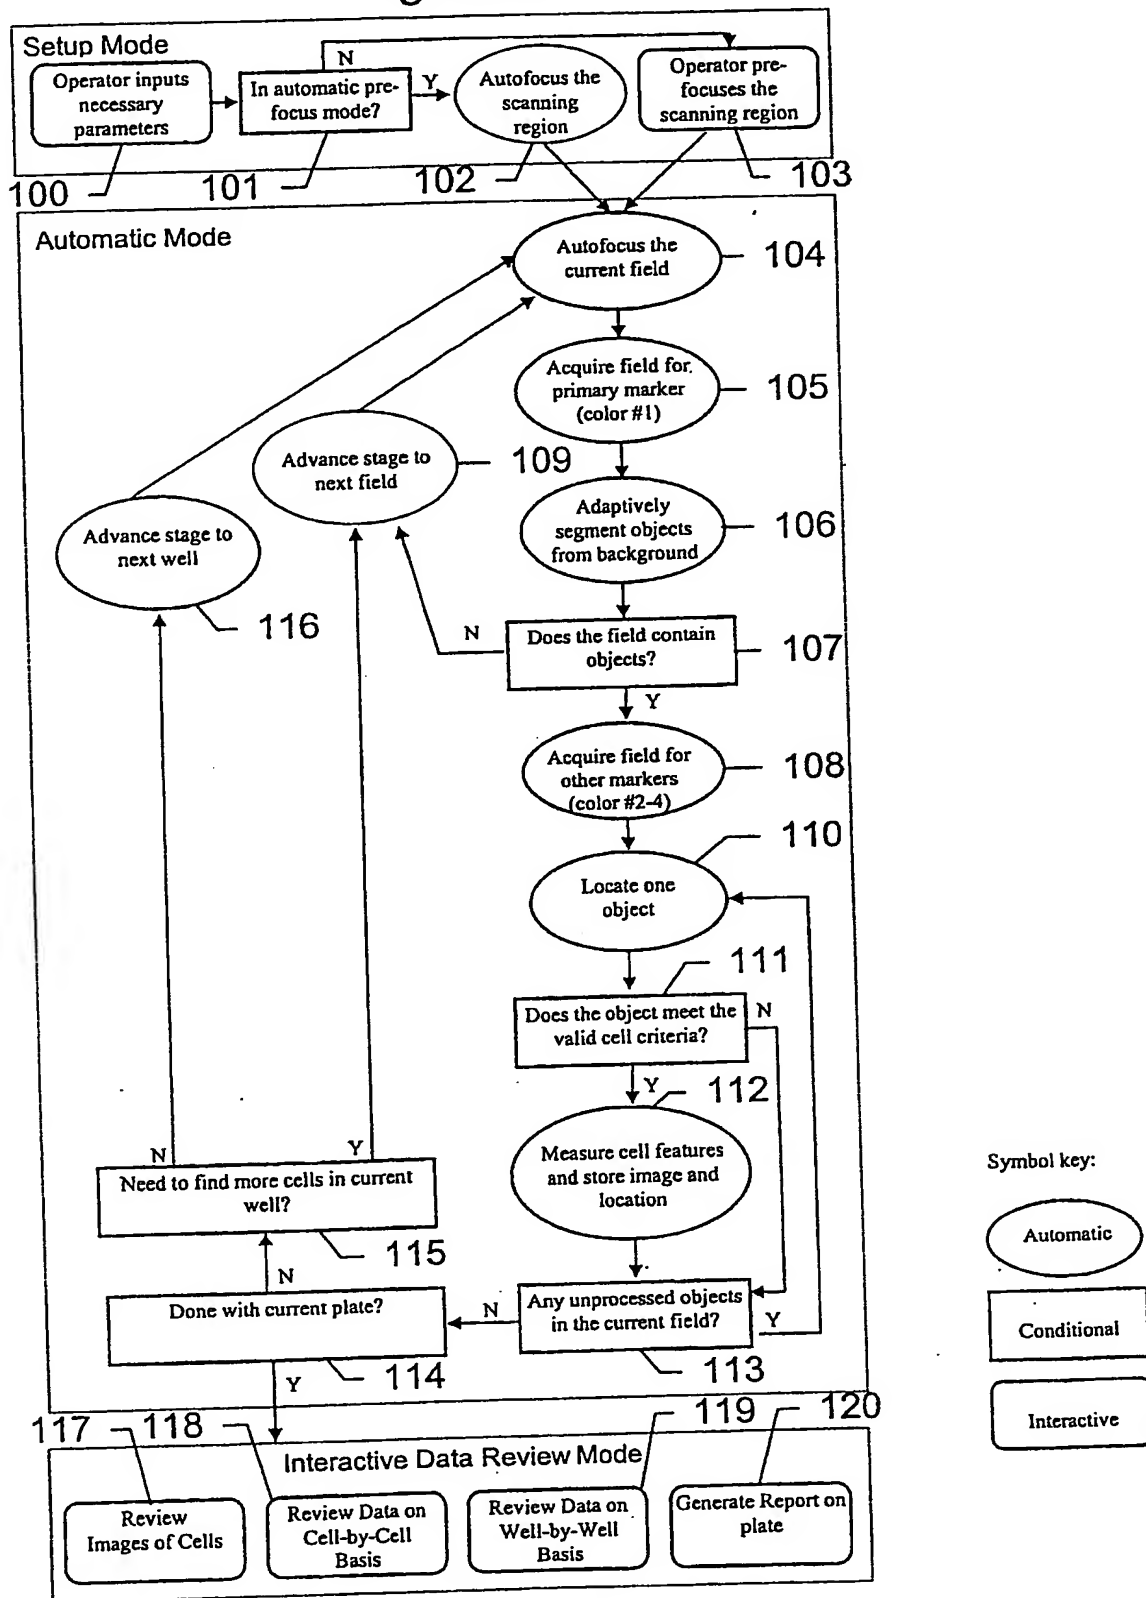 Setup Mode
Operator inputs
necessary
parameters
In automatic pre-
focus mode?
N
Y
Autofocus the
scanning
region
Operator pre-
focuses the
scanning region
100
101
102
103
Automatic Mode
Autofocus the
current field
104
Acquire field for
primary marker
(color #1)
105
Advance stage to
next field
109
Adaptively
segment objects
from background
106
Advance stage to
next well
116
Does the field contain
objects?
107
N
Y
Acquire field for
other markers
(color #2-4)
108
110
Locate one
object
111
Does the object meet the
valid cell criteria?
N
Y
112
Measure cell features
and store image and
location
N
Y
Need to find more cells in current
well?
115
N
Done with current plate?
N
Any unprocessed objects
in the current field?
Y
114
113
Y
Symbol key:
Automatic
Conditional
Interactive
117
118
119
120
Interactive Data Review Mode
Review
Images of Cells
Review Data on
Cell-by-Cell
Basis
Review Data on
Well-by-Well
Basis
Generate Report on
plate